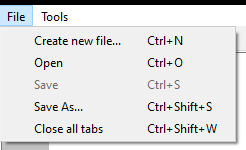 File Tools
Create new file... Ctrl+N
Open Ctrl+O
Save Ctrl+S
Save As... Ctrl+Shift+S
Close all tabs Ctrl+Shift+W